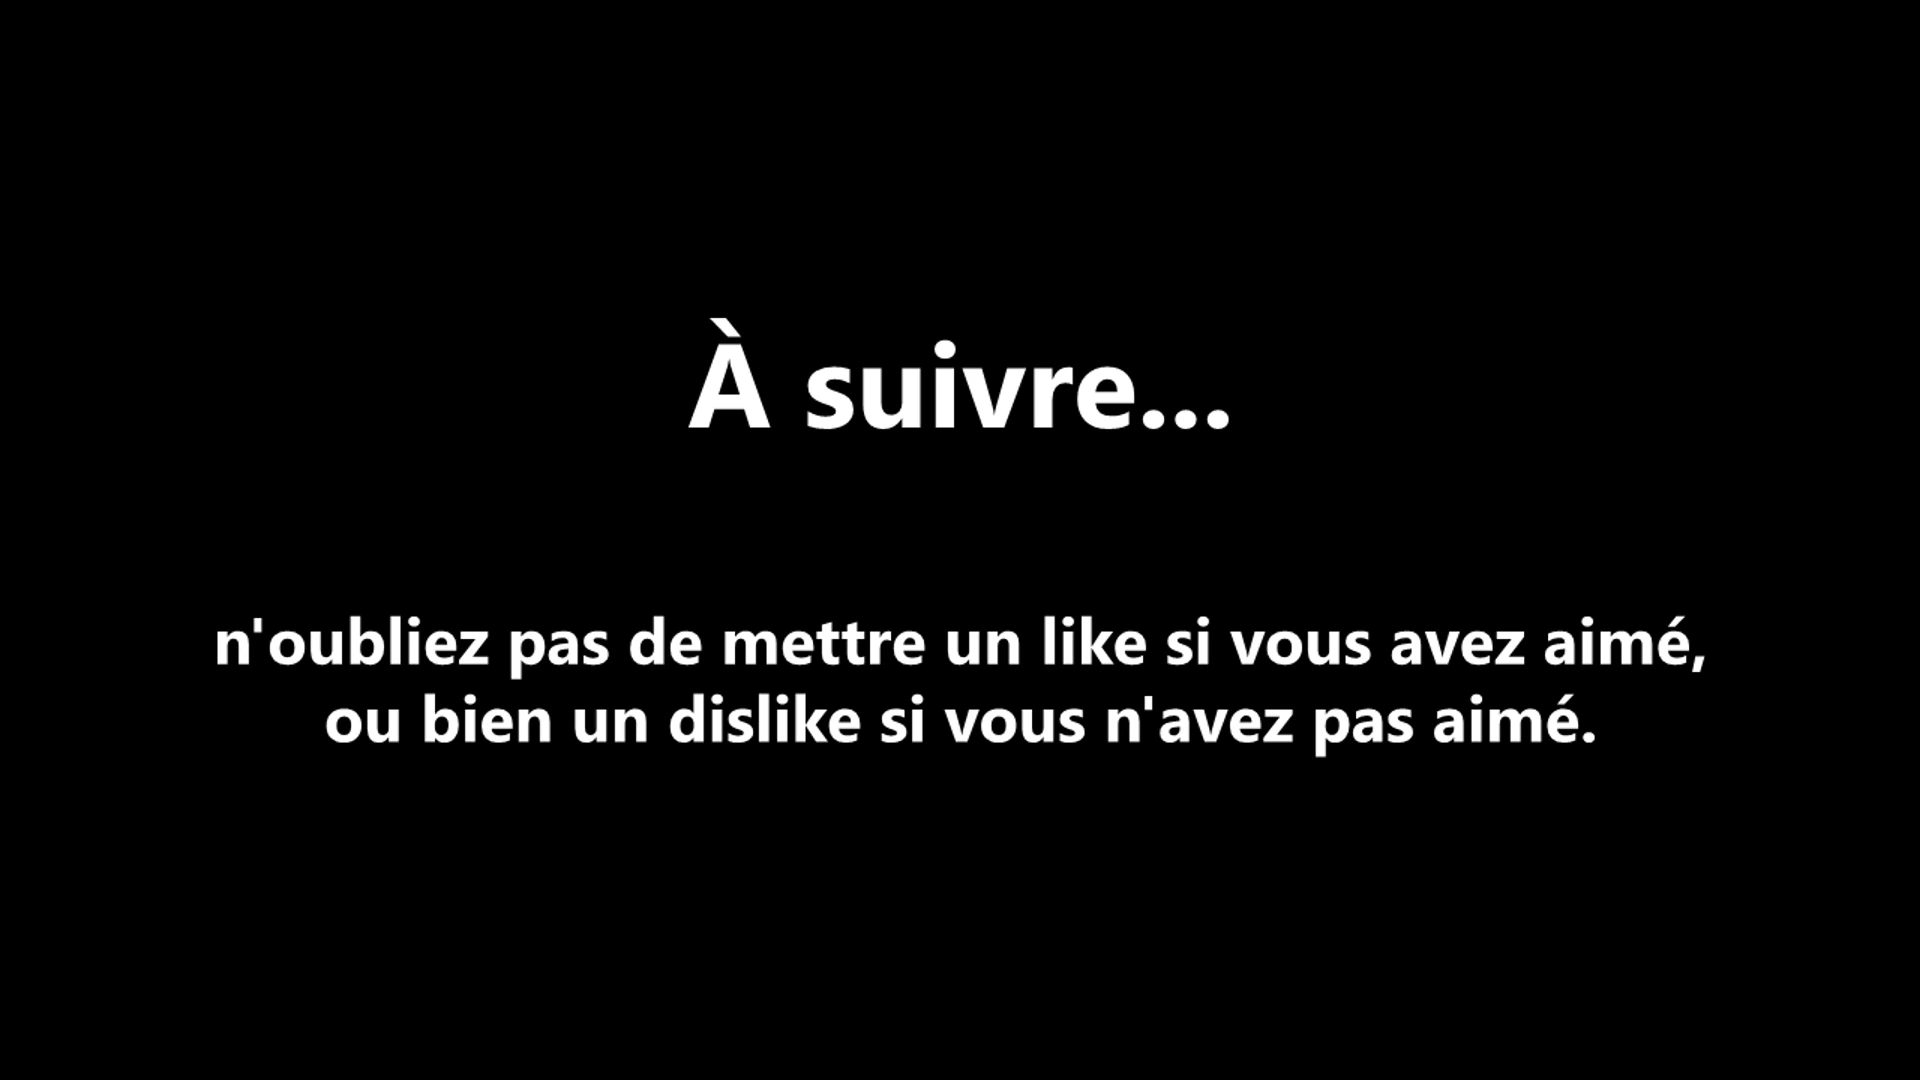 À suivre...
n'oubliez pas de mettre un like si vous avez aimé,
ou bien un dislike si vous n'avez pas aimé.